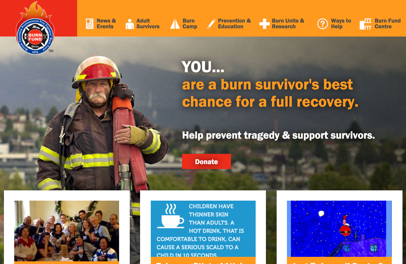 BURN
FUND
News &
Events
Adult
Survivors
Burn
Camp
Prevention &
Education
Burn Units &
Research
Ways to
Help
Burn Fund
Centre
YOU...
are a burn survivor's best
chance for a full recovery.
Help prevent tragedy & support survivors.
Donate
CHILDREN HAVE
THINNER SKIN
THAN ADULTS. A
HOT DRINK, THAT IS
COMFORTABLE TO DRINK, CAN
CAUSE A SERIOUS SCALD TO A
CHILD IN 10 SECONDS.